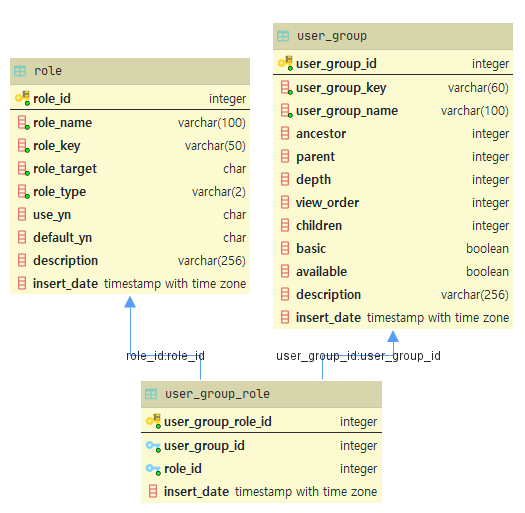 role
role_id integer
role_name varchar(100)
role_key varchar(50)
role_target char
role_type varchar(2)
use_yn char
default_yn char
description varchar(256)
insert_date timestamp with time zone
user_group
user_group_id integer
user_group_key varchar(60)
user_group_name varchar(100)
ancestor integer
parent integer
depth integer
view_order integer
children integer
basic boolean
available boolean
description varchar(256)
insert_date timestamp with time zone
role_id:role_id
user_group_id:user_group_id
user_group_role
user_group_role_id integer
user_group_id integer
role_id integer
insert_date timestamp with time zone